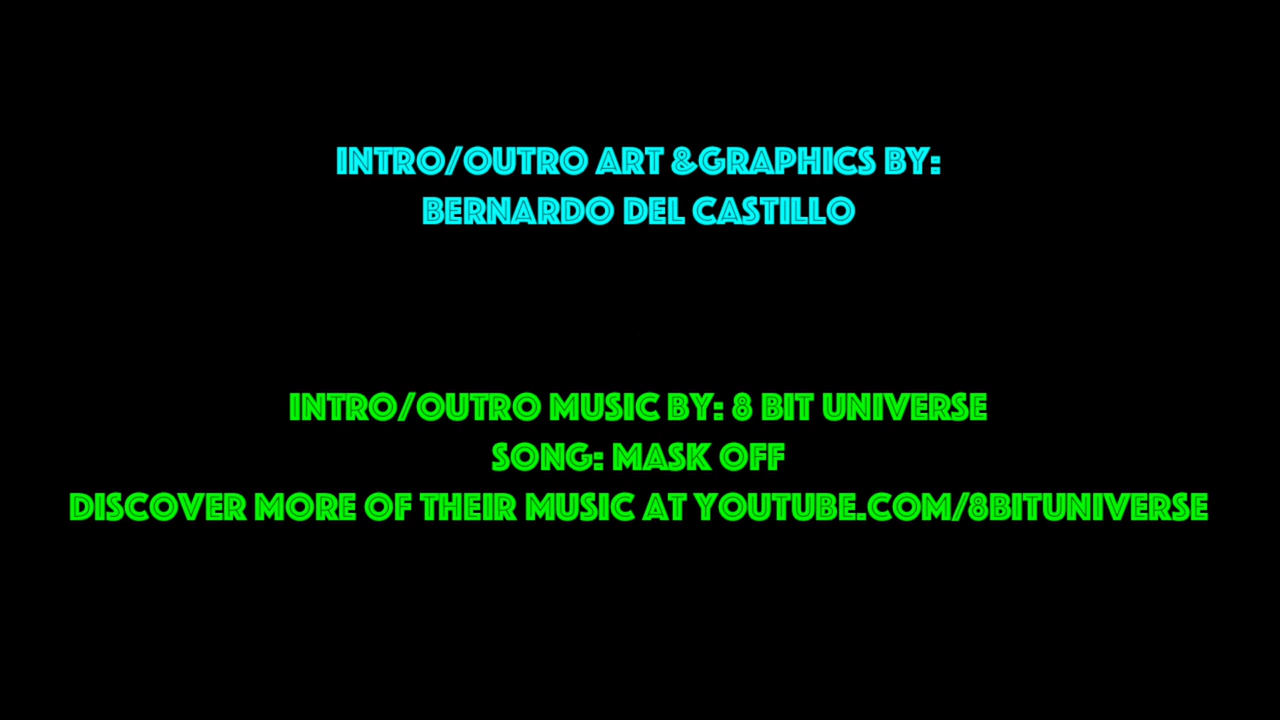 INTRO/OUTRO ART &GRAPHICS BY:
BERNARDO DEL CASTILLO
INTRO/OUTRO MUSIC BY: 8 BIT UNIVERSE
SONG: MASK OFF
DISCOVER MORE OF THEIR MUSIC AT YOUTUBE.COM/8BITUNIVERSE